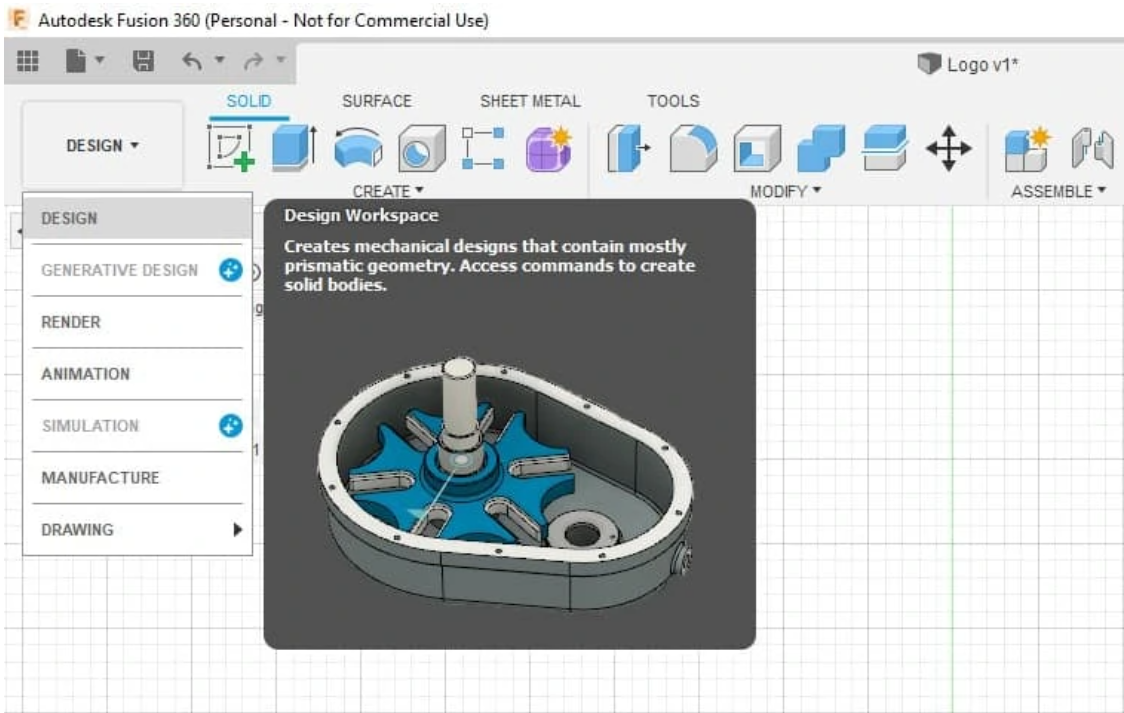 Autodesk Fusion 360 (Personal - Not for Commercial Use)
Logo v1*
SOLID SURFACE SHEET METAL TOOLS
DESIGN
CREATE MODIFY ASSEMBLE
DESIGN
GENERATIVE DESIGN
RENDER
ANIMATION
SIMULATION
MANUFACTURE
DRAWING
Design Workspace
Creates mechanical designs that contain mostly
prismatic geometry. Access commands to create
solid bodies.